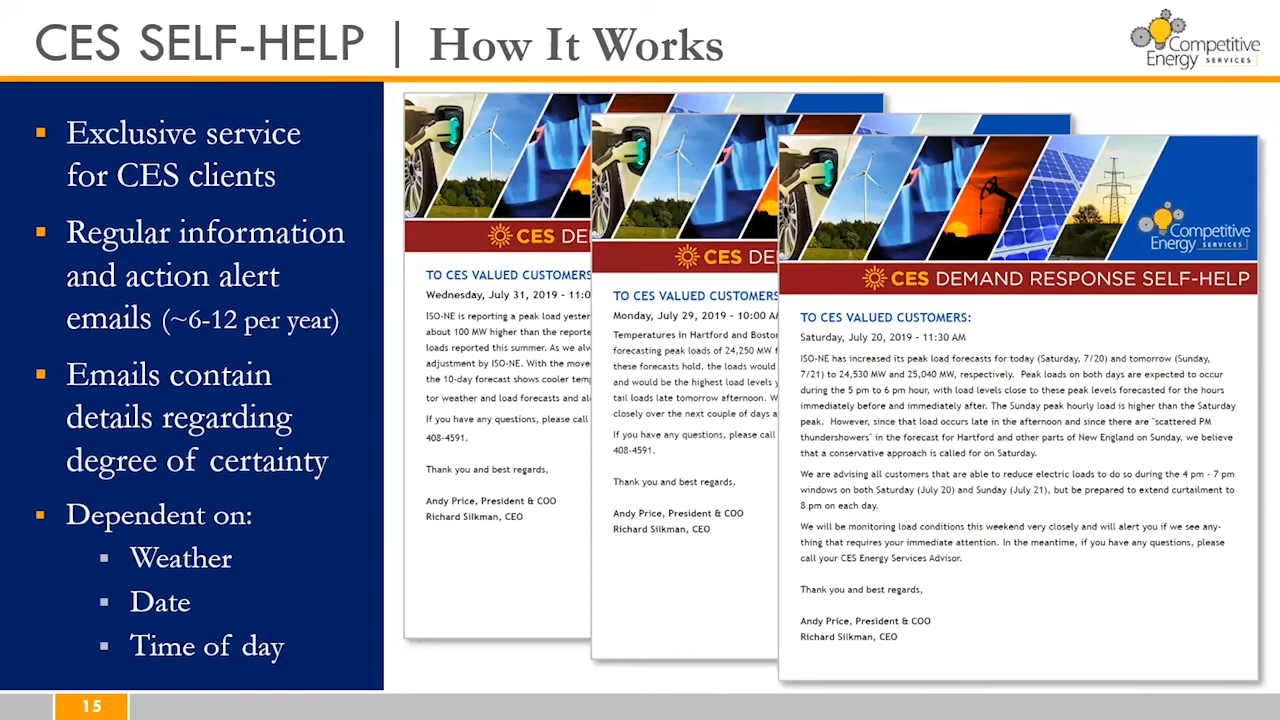 CES SELF-HELP | How It Works
Competitive
Energy
SERVICES
Exclusive service
for CES clients
Regular information
and action alert
emails (~6-12 per year)
Emails contain
details regarding
degree of certainty
Dependent on:
Weather
Date
Time of day
CES DE
TO CES VALUED CUSTOMERS
Wednesday, July 31, 2019 - 11:0
ISO-NE is reporting a peak load yester
about 100 MW higher than the reporte
loads reported this summer. As we alw
adjustment by ISO-NE. With the move
the 10-day forecast shows cooler temp
tor weather and load forecasts and ale
If you have any questions, please call
408-4591.
Thank you and best regards,
Andy Price, President & COO
Richard Silkman, CEO
CES DE
TO CES VALUED CUSTOMERS
Monday, July 29, 2019 - 10:00 AM
Temperatures in Hartford and Boston
forecasting peak loads of 24,250 MW f
these forecasts hold, the loads would
and would be the highest load levels y
tail loads late tomorrow afternoon. W
closely over the next couple of days a
If you have any questions, please call
408-4591.
Thank you and best regards,
Andy Price, President & COO
Richard Silkman, CEO
Competitive
Energy
SERVICES
CES DEMAND RESPONSE SELF-HELP
TO CES VALUED CUSTOMERS:
Saturday, July 20, 2019 - 11:30 AM
ISO-NE has increased its peak load forecasts for today (Saturday, 7/20) and tomorrow (Sunday,
7/21) to 24,530 MW and 25,040 MW, respectively. Peak loads on both days are expected to occur
during the 5 pm to 6 pm hour, with load levels close to these peak levels forecasted for the hours
immediately before and immediately after. The Sunday peak hourly load is higher than the Saturday
peak. However, since that load occurs late in the afternoon and since there are "scattered PM
thundershowers" in the forecast for Hartford and other parts of New England on Sunday, we believe
that a conservative approach is called for on Saturday.
We are advising all customers that are able to reduce electric loads to do so during the 4 pm - 7 pm
windows on both Saturday (July 20) and Sunday (July 21), but be prepared to extend curtailment to
8 pm on each day.
We will be monitoring load conditions this weekend very closely and will alert you if we see any-
thing that requires your immediate attention. In the meantime, if you have any questions, please
call your CES Energy Services Advisor.
Thank you and best regards,
Andy Price, President & COO
Richard Silkman, CEO
15